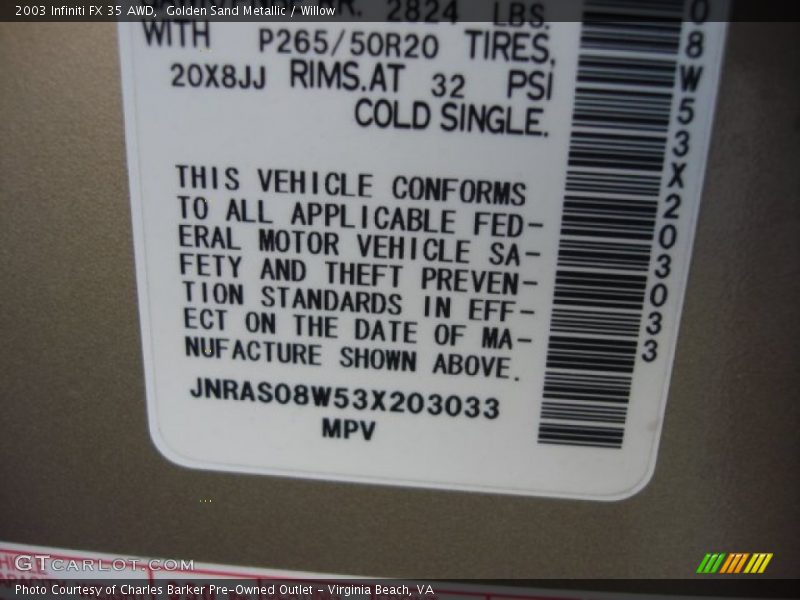 2003 Infiniti FX 35 AWD, Golden Sand Metallic / Willow
2824 LBS.
WITH P265/50R20 TIRES,
20X8JJ RIMS.AT 32 PSI
COLD SINGLE.
THIS VEHICLE CONFORMS
TO ALL APPLICABLE FED-
ERAL MOTOR VEHICLE SA-
FETY AND THEFT PREVEN-
TION STANDARDS IN EFF-
ECT ON THE DATE OF MA-
NUFACTURE SHOWN ABOVE.
JNRAS08W53X203033
MPV
08W53X203033
GTCARLOT.COM
Photo Courtesy of Charles Barker Pre-Owned Outlet - Virginia Beach, VA